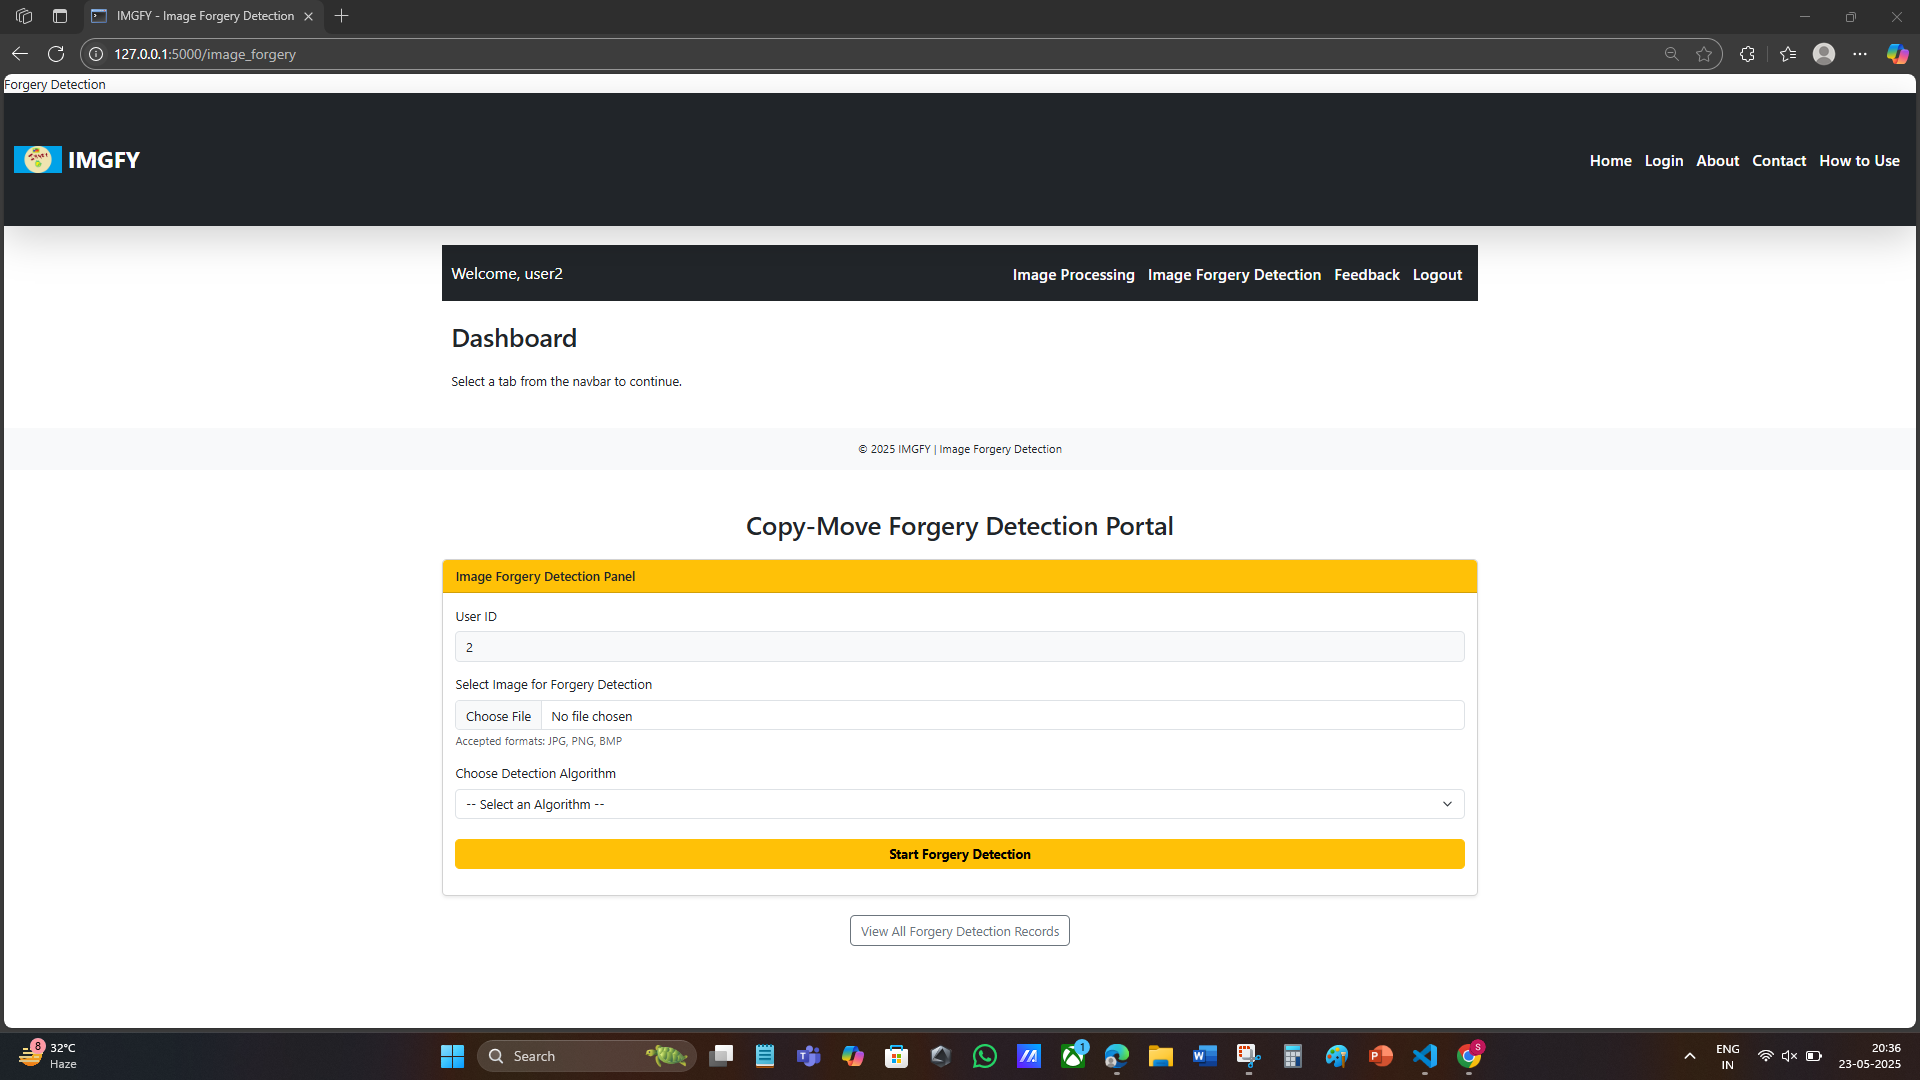 IMGFY - Image Forgery Detection
127.0.0.1:5000/image_forgery
Forgery Detection
IMGFY
Home Login About Contact How to Use
Welcome, user2
Image Processing Image Forgery Detection Feedback Logout
Dashboard
Select a tab from the navbar to continue.
© 2025 IMGFY | Image Forgery Detection
Copy-Move Forgery Detection Portal
Image Forgery Detection Panel
User ID
2
Select Image for Forgery Detection
Choose File No file chosen
Accepted formats: JPG, PNG, BMP
Choose Detection Algorithm
-- Select an Algorithm --
Start Forgery Detection
View All Forgery Detection Records
8
32°C
Haze
Search
1
S
ENG
IN
20:36
23-05-2025